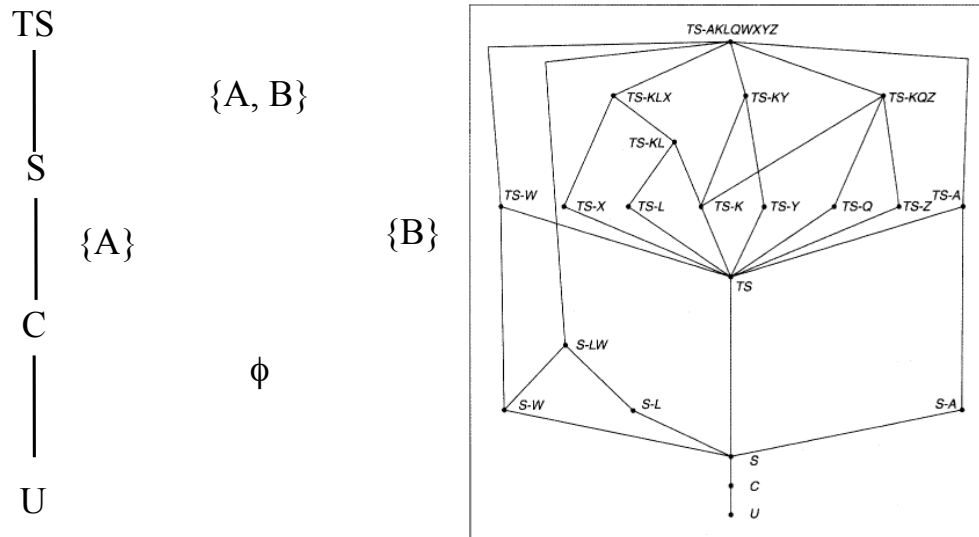 TS
{A, B}
S
{A}
{B}
C
ϕ
U
TS-AKLQWXYZ
TS-KLX
TS-KY
TS-KQZ
TS-KL
TS-W
TS-X
TS-L
TS-K
TS-Y
TS-Q
TS-Z
TS-A
TS
S-LW
S-W
S-L
S-A
S
C
U